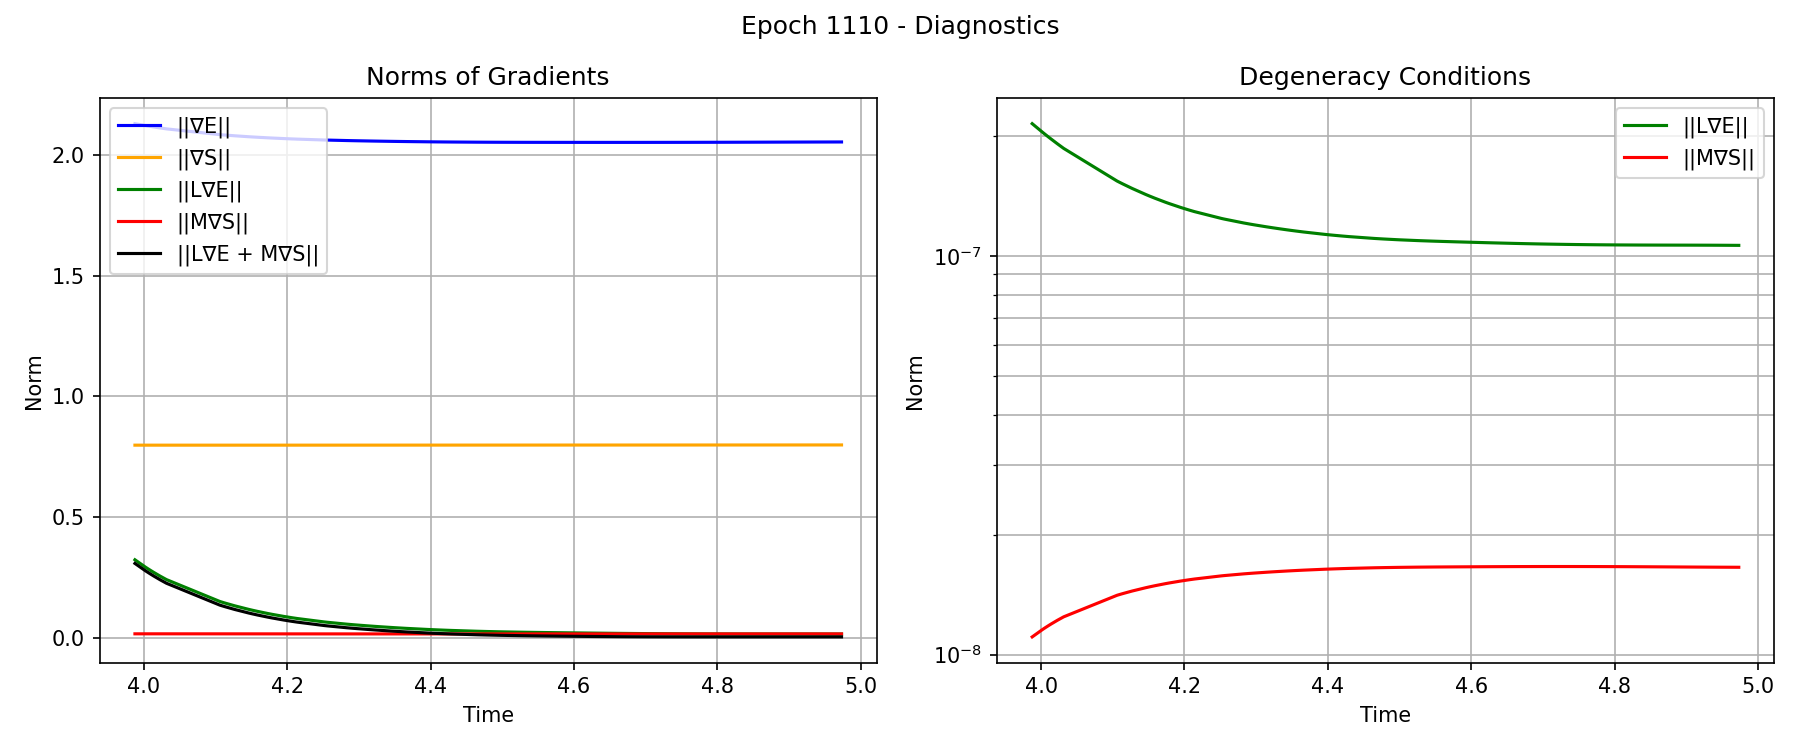 Epoch 1110 - Diagnostics
Norms of Gradients
||∇E||
||∇S||
||L∇E||
||M∇S||
||L∇E + M∇S||
2.0
1.5
1.0
0.5
0.0
Norm
4.0 4.2 4.4 4.6 4.8 5.0
Time
Degeneracy Conditions
||L∇E||
||M∇S||
10⁻⁷
10⁻⁸
Norm
4.0 4.2 4.4 4.6 4.8 5.0
Time